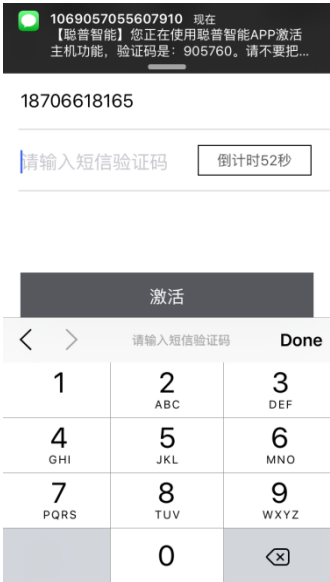 1069057055607910 现在
【聪普智能】您正在使用聪普智能APP激活
主机功能，验证码是：905760。请不要把...
18706618165
请输入短信验证码 倒计时52秒
激活
请输入短信验证码 Done
1 2 3
ABC DEF
4 5 6
GHI JKL MNO
7 8 9
PQRS TUV WXYZ
0